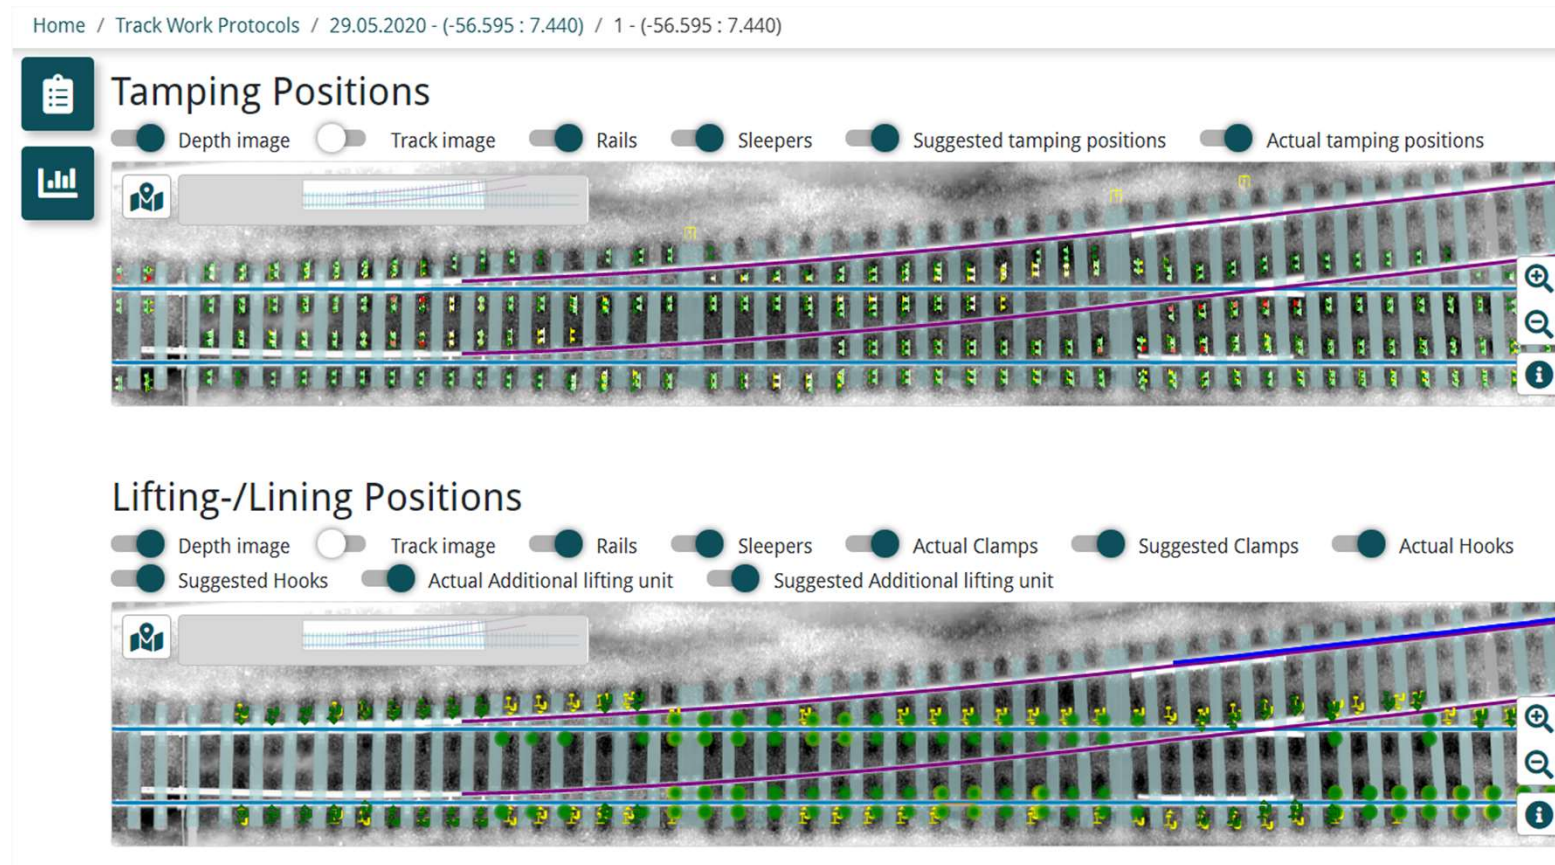 Home / Track Work Protocols / 29.05.2020 - (-56.595 : 7.440) / 1 - (-56.595 : 7.440)
Tamping Positions
Depth image Track image Rails Sleepers Suggested tamping positions Actual tamping positions
Lifting-/Lining Positions
Depth image Track image Rails Sleepers Actual Clamps Suggested Clamps Actual Hooks
Suggested Hooks Actual Additional lifting unit Suggested Additional lifting unit